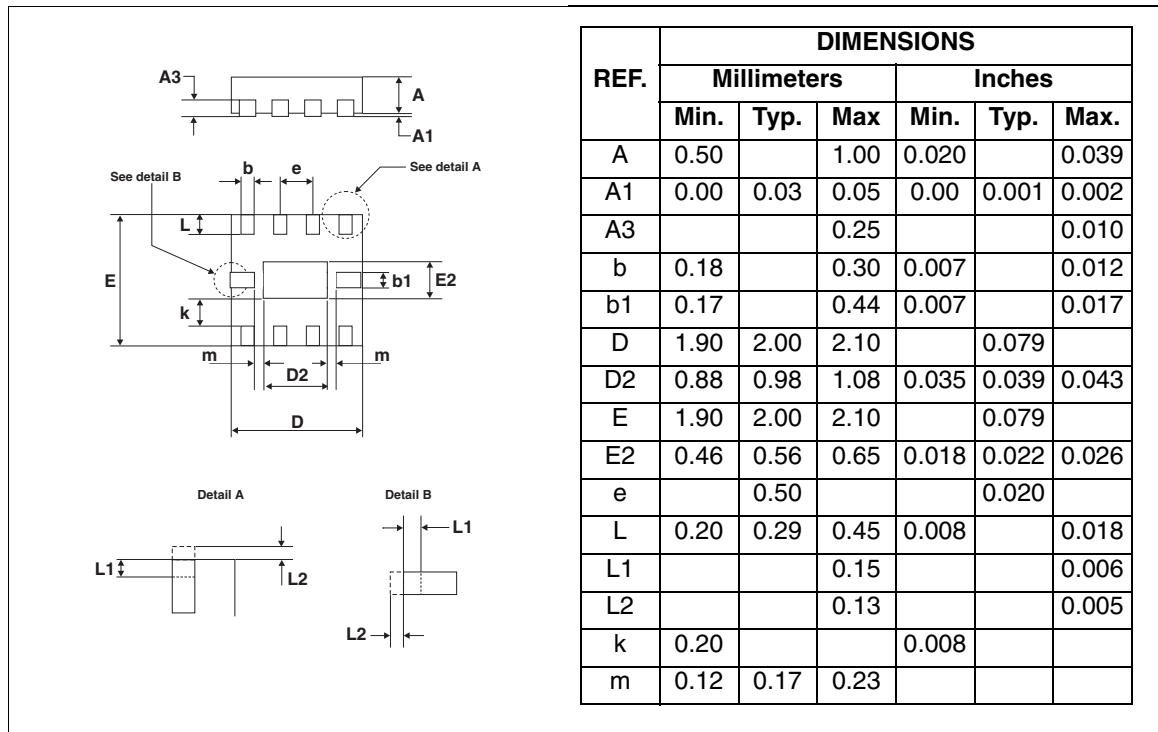 A3
A
A1
b
e
See detail A
See detail B
L
E
b1
E2
k
m
m
D2
D
Detail A
Detail B
L1
L2
L1
L2
DIMENSIONS
REF. Millimeters Inches
Min. Typ. Max Min. Typ. Max.
A 0.50 1.00 0.020 0.039
A1 0.00 0.03 0.05 0.00 0.001 0.002
A3 0.25 0.010
b 0.18 0.30 0.007 0.012
b1 0.17 0.44 0.007 0.017
D 1.90 2.00 2.10 0.079
D2 0.88 0.98 1.08 0.035 0.039 0.043
E 1.90 2.00 2.10 0.079
E2 0.46 0.56 0.65 0.018 0.022 0.026
e 0.50 0.020
L 0.20 0.29 0.45 0.008 0.018
L1 0.15 0.006
L2 0.13 0.005
k 0.20 0.008
m 0.12 0.17 0.23